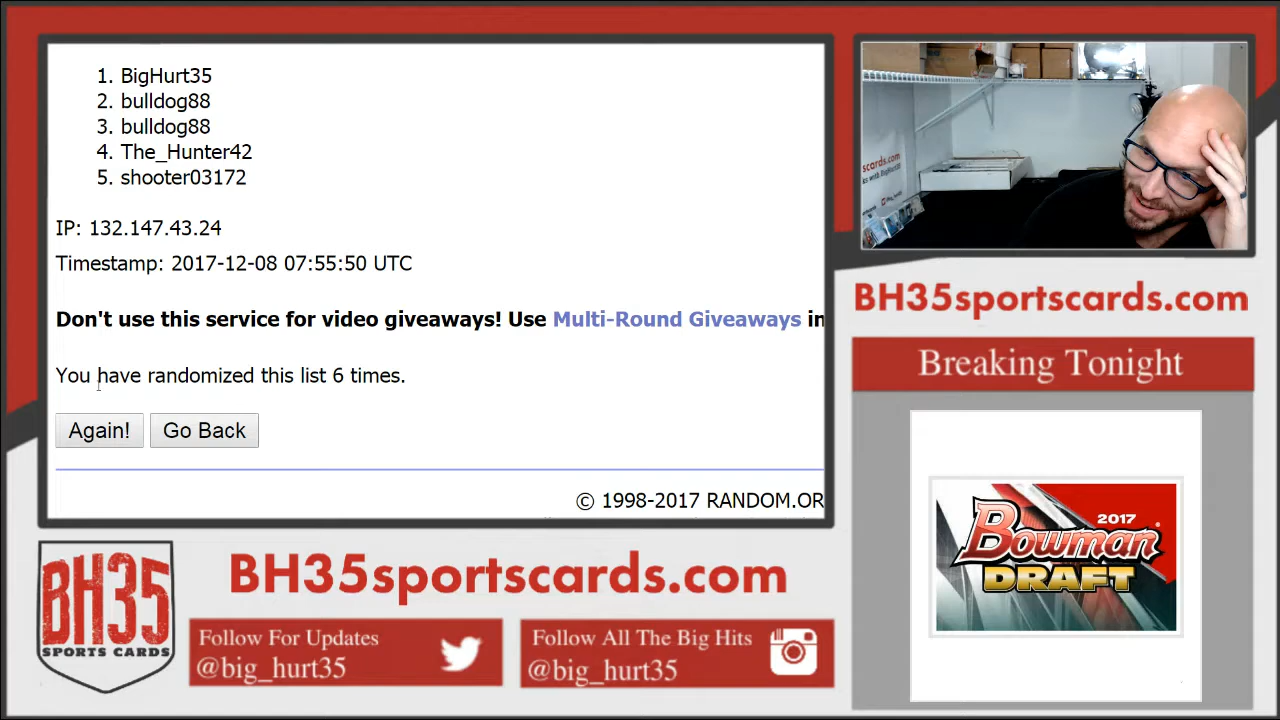 1. BigHurt35
2. bulldog88
3. bulldog88
4. The_Hunter42
5. shooter03172
IP: 132.147.43.24
Timestamp: 2017-12-08 07:55:50 UTC
Don't use this service for video giveaways! Use Multi-Round Giveaways in
You have randomized this list 6 times.
Again! Go Back
© 1998-2017 RANDOM.OR
BH35sportscards.com
Breaking Tonight
2017
Bowman
DRAFT
BH35
SPORTS CARDS
BH35sportscards.com
Follow For Updates
@big_hurt35
Follow All The Big Hits
@big_hurt35